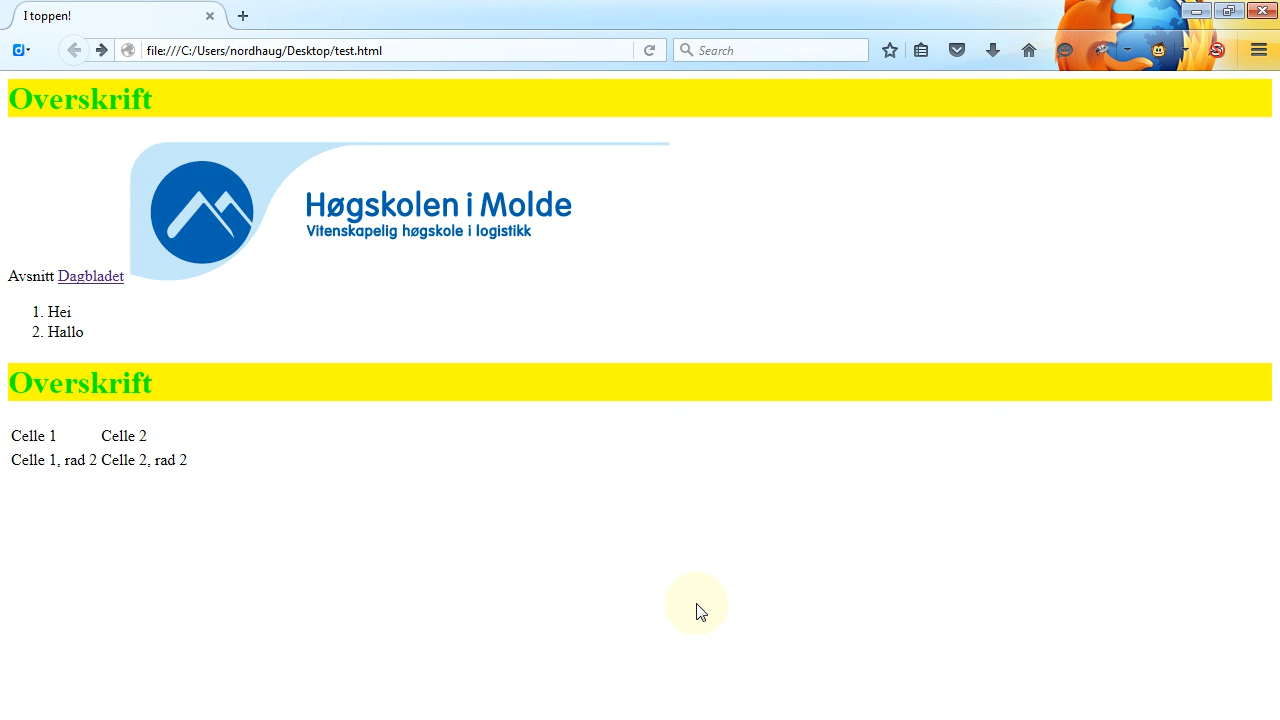 I toppen!
file:///C:/Users/nordhaug/Desktop/test.html
Search
Overskrift
Høgskolen i Molde
Vitenskapelig høgskole i logistikk
Avsnitt Dagbladet
1. Hei
2. Hallo
Overskrift
Celle 1 Celle 2
Celle 1, rad 2 Celle 2, rad 2